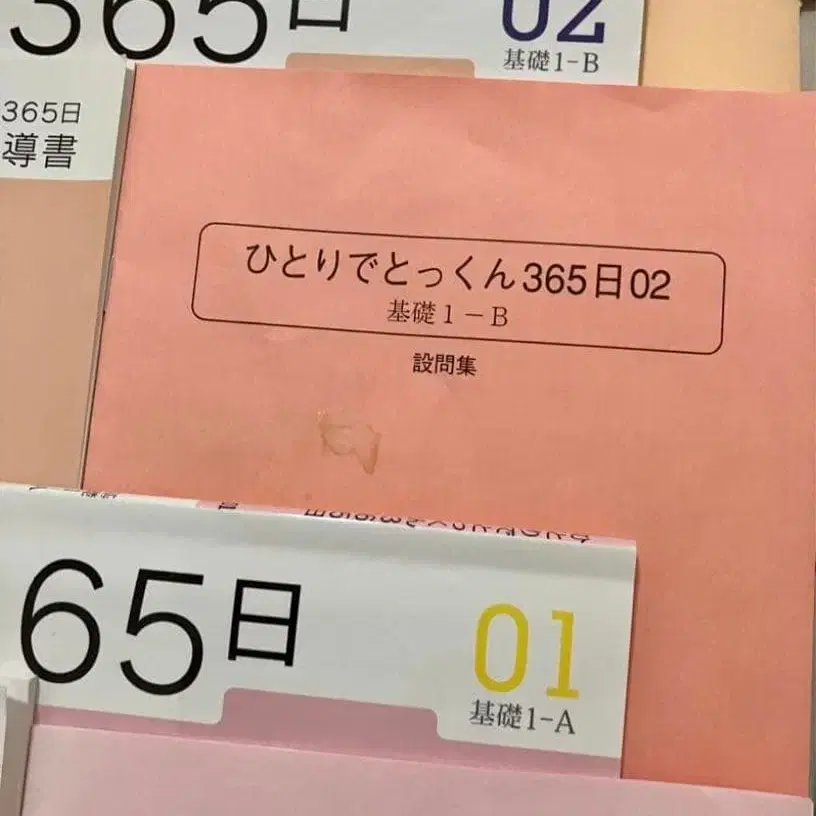 365日
02
基礎1-B
365日
導書
ひとりでとっくん365日02
基礎1-B
設問集
65日
01
基礎1-A